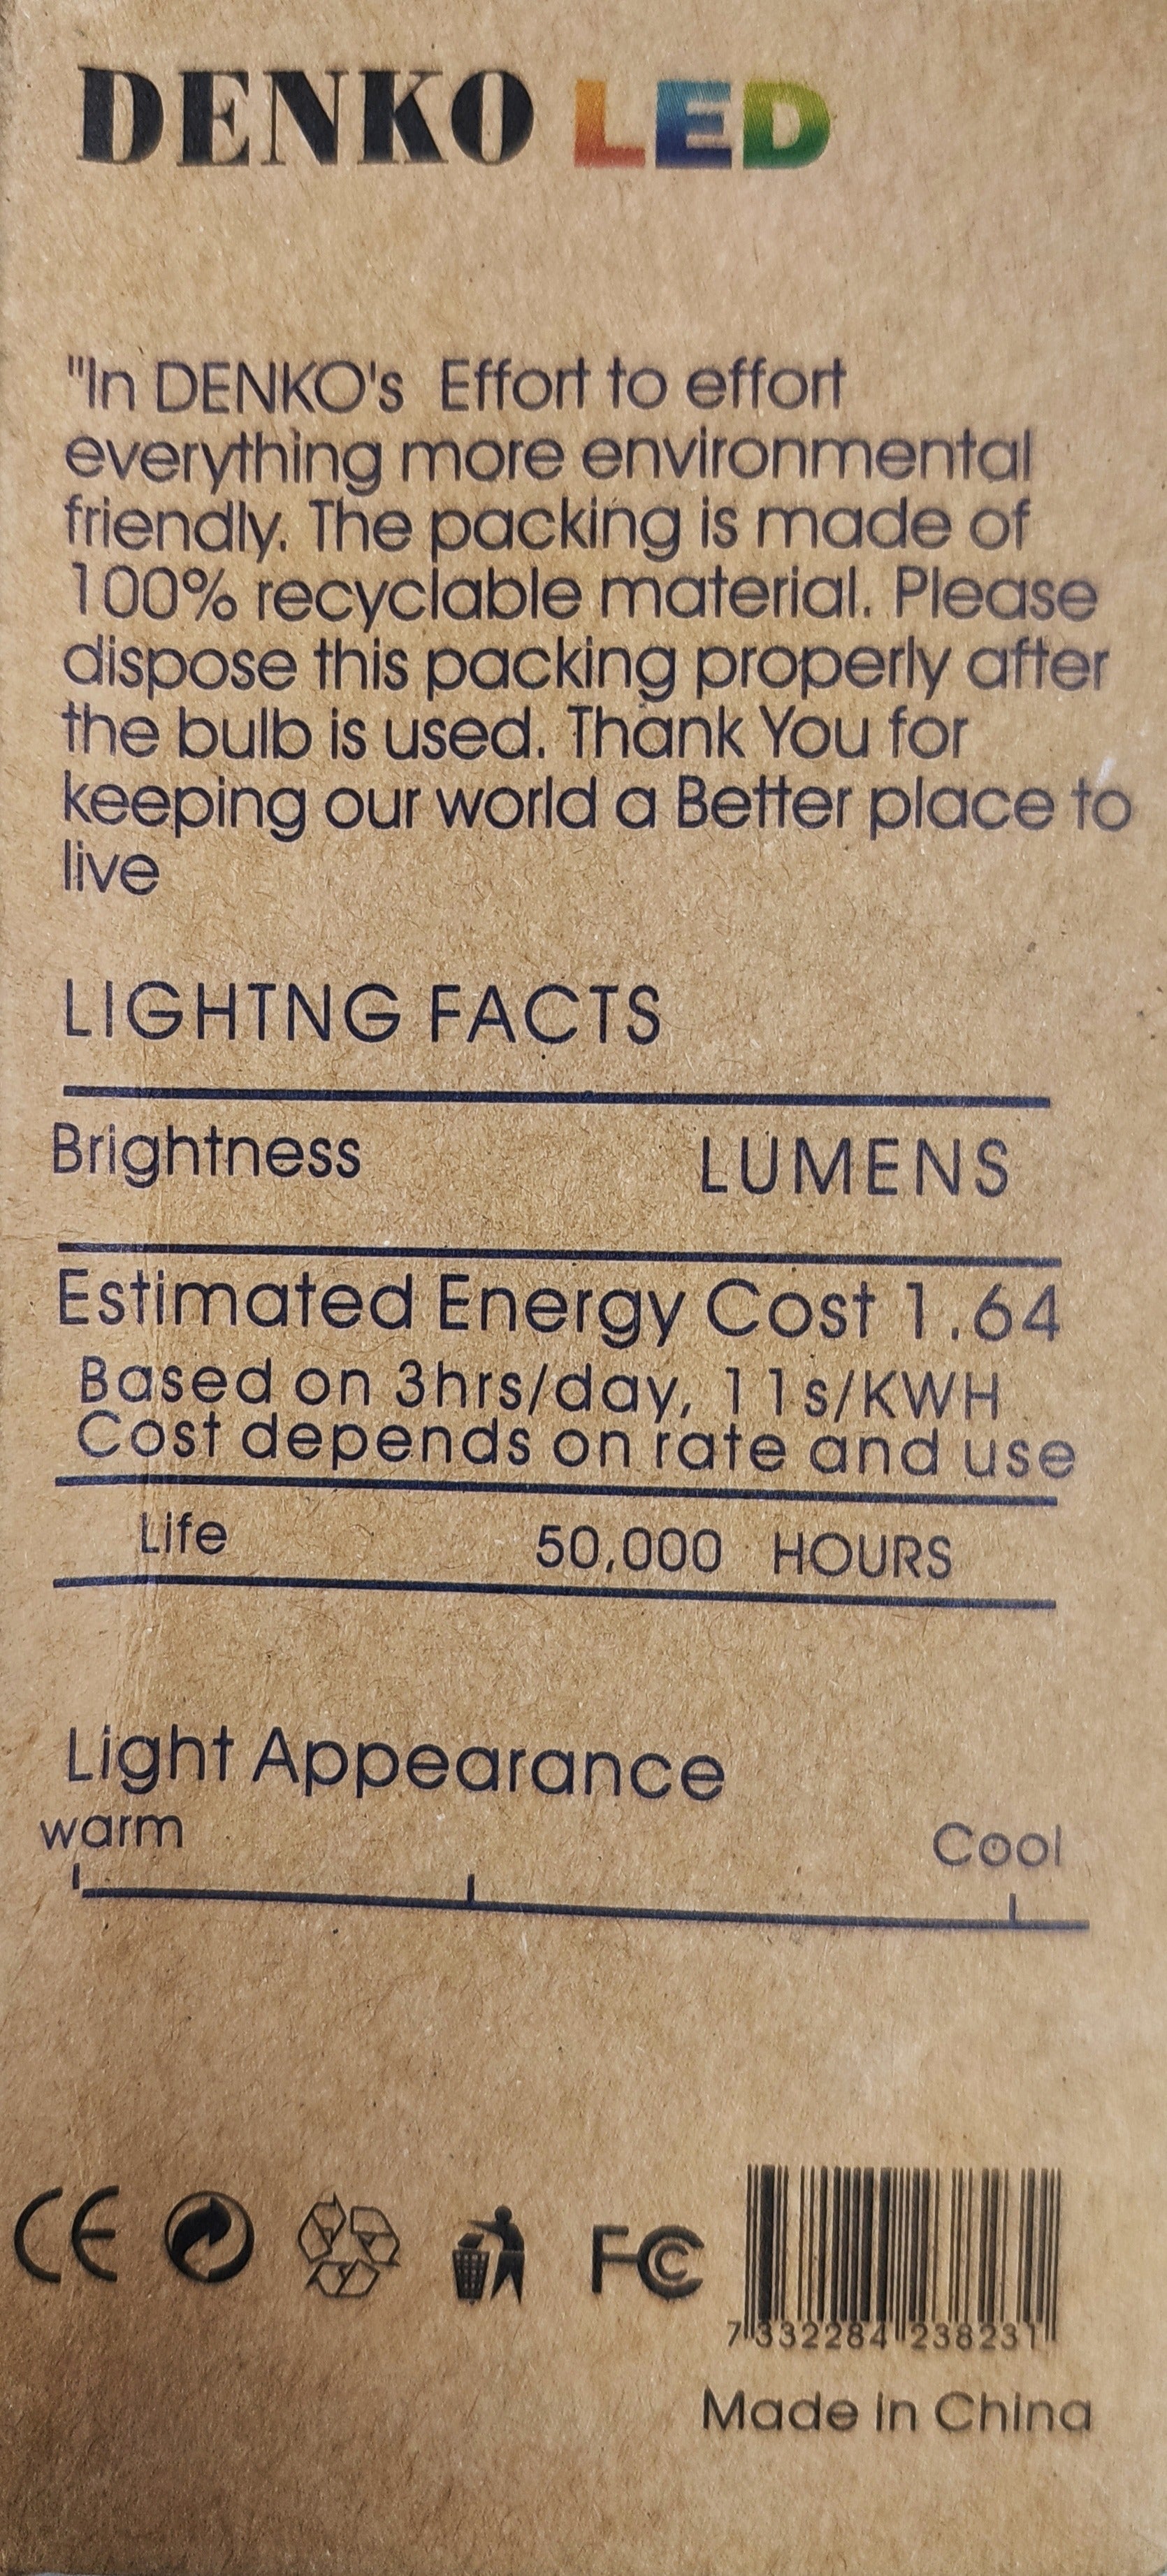 DENKO LED
"In DENKO's Effort to effort
everything more environmental
friendly. The packing is made of
100% recyclable material. Please
dispose this packing properly after
the bulb is used. Thank You for
keeping our world a Better place to
live
LIGHTNG FACTS
Brightness LUMENS
Estimated Energy Cost 1.64
Based on 3hrs/day, 11s/KWH
Cost depends on rate and use
Life 50,000 HOURS
Light Appearance
warm Cool
CE FC
7 332284 238231
Made in China